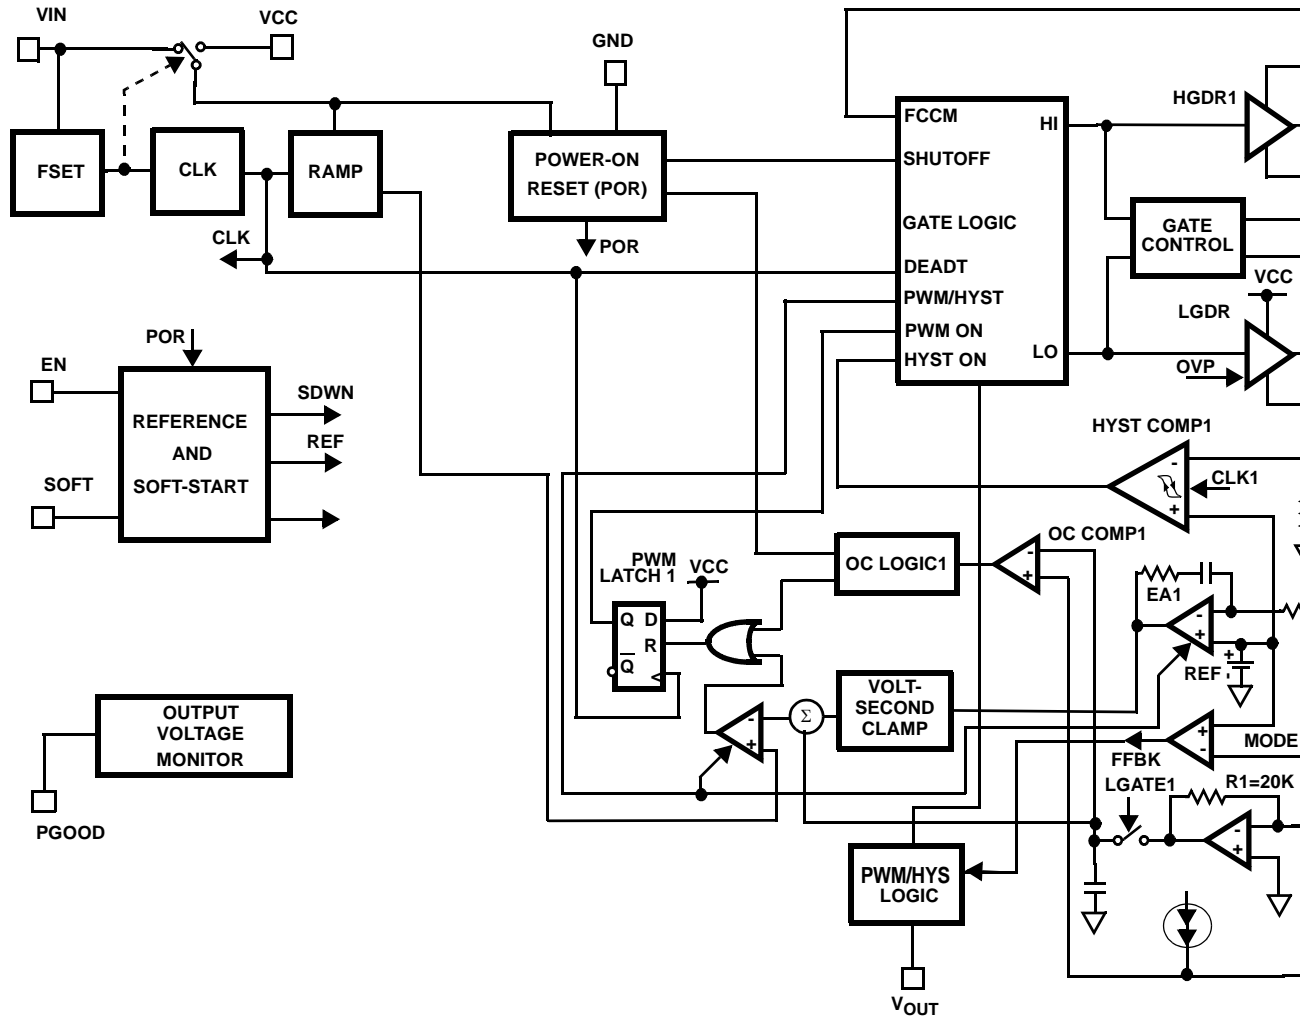 VIN
VCC
GND
FSET
CLK
RAMP
POWER-ON
RESET (POR)
CLK
POR
FCCM
SHUTOFF
GATE LOGIC
DEADT
PWM/HYST
PWM ON
HYST ON
HI
LO
HGDR1
GATE
CONTROL
VCC
LGDR
OVP
POR
EN
SOFT
REFERENCE
AND
SOFT-START
SDWN
REF
HYST COMP1
-
+
CLK1
OC COMP1
-
+
OC LOGIC1
PWM
LATCH 1
VCC
Q D
R
Q
<
EA1
-
+
REF
+
-
VOLT-
SECOND
CLAMP
Σ
-
+
+
-
MODE
FFBK
LGATE1
R1=20K
-
+
OUTPUT
VOLTAGE
MONITOR
PGOOD
PWM/HYS
LOGIC
VOUT